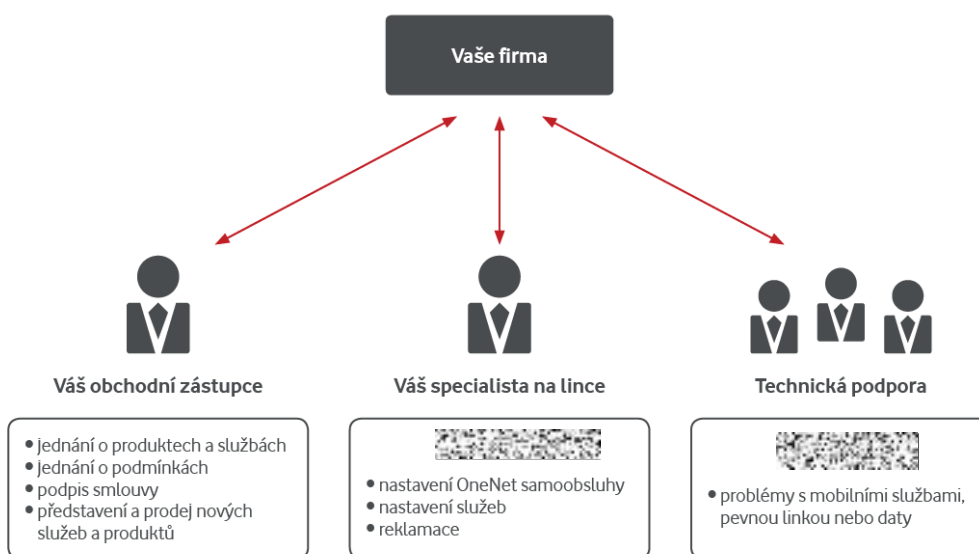 Vaše firma
Váš obchodní zástupce
• jednání o produktech a službách
• jednání o podmínkách
• podpis smlouvy
• představení a prodej nových
služeb a produktů
Váš specialista na lince
• nastavení OneNet samoobsluhy
• nastavení služeb
• reklamace
Technická podpora
• problémy s mobilními službami,
pevnou linkou nebo daty